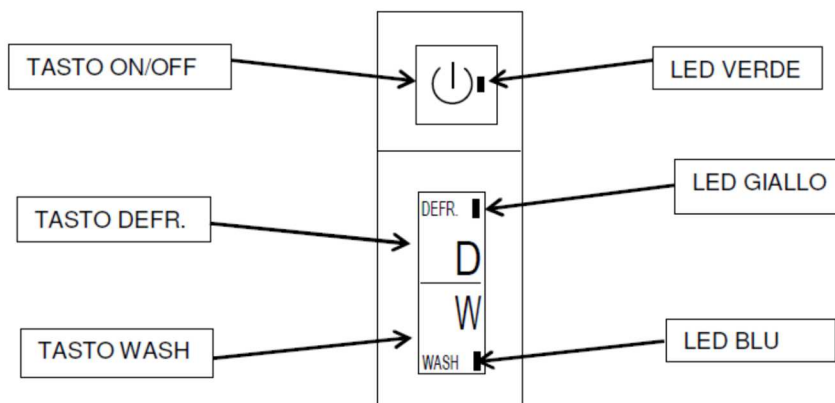 TASTO ON/OFF
LED VERDE
TASTO DEFR.
DEFR.
LED GIALLO
D
W
TASTO WASH
WASH
LED BLU